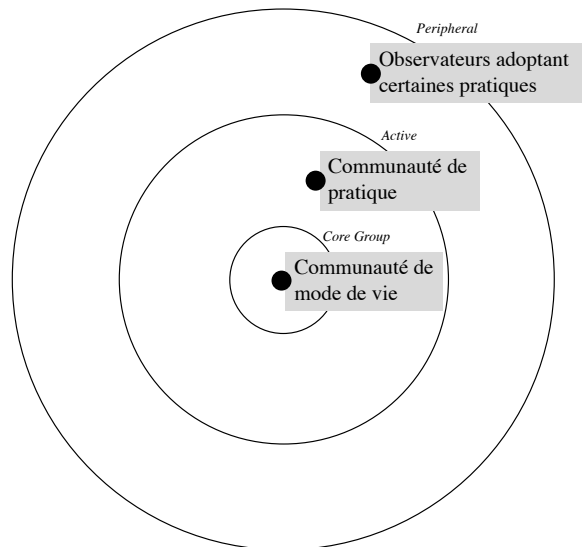 Peripheral
Observateurs adoptant
certaines pratiques
Active
Communauté de
pratique
Core Group
Communauté de
mode de vie